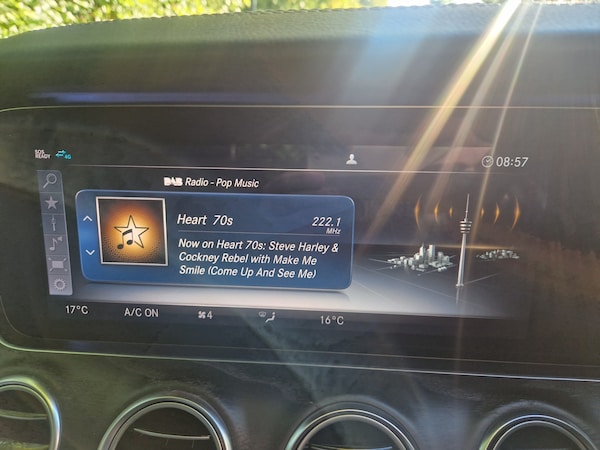 SOS READY 4G
08:57
DAB Radio - Pop Music
Heart 70s 222.1
MHz
Now on Heart 70s: Steve Harley &
Cockney Rebel with Make Me
Smile (Come Up And See Me)
17°C A/C ON 4 16°C